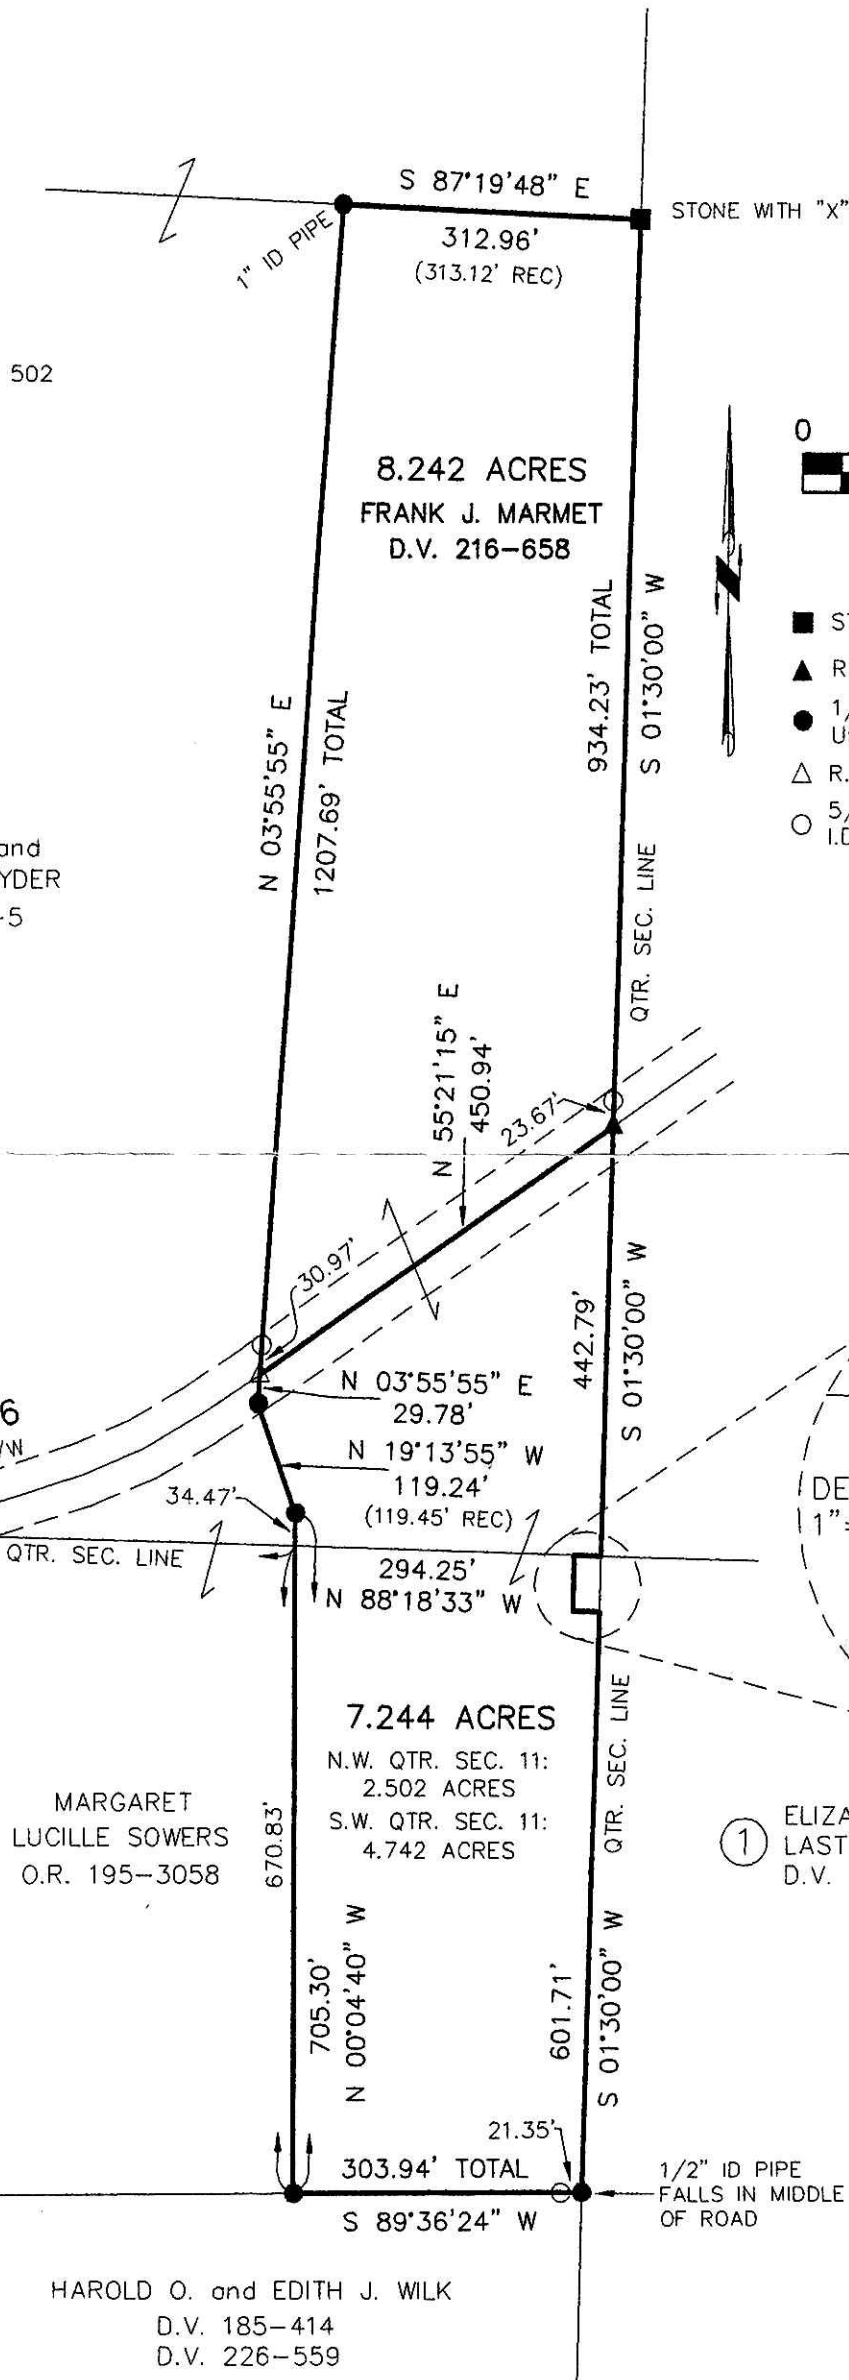 S 87°19'48" E
STONE WITH "X"
1" ID PIPE
312.96'
(313.12' REC)
502
0
8.242 ACRES
FRANK J. MARMET
D.V. 216-658
934.23' TOTAL
S 01°30'00" W
N 03°55'55" E
1207.69' TOTAL
QTR. SEC. LINE
and
YDER
-5
N 55°21'15" E
450.94'
23.67'
30.97'
442.79'
S 01°30'00" W
N 03°55'55" E
29.78'
N 19°13'55" W
119.24'
(119.45' REC)
34.47'
6
QTR. SEC. LINE
294.25'
N 88°18'33" W
DE
1"=
7.244 ACRES
N.W. QTR. SEC. 11:
2.502 ACRES
S.W. QTR. SEC. 11:
4.742 ACRES
QTR. SEC. LINE
MARGARET
LUCILLE SOWERS
O.R. 195-3058
670.83'
705.30'
N 00°04'40" W
601.71'
S 01°30'00" W
1
ELIZA
LAST
D.V.
21.35'
303.94' TOTAL
S 89°36'24" W
1/2" ID PIPE
FALLS IN MIDDLE
OF ROAD
HAROLD O. and EDITH J. WILK
D.V. 185-414
D.V. 226-559